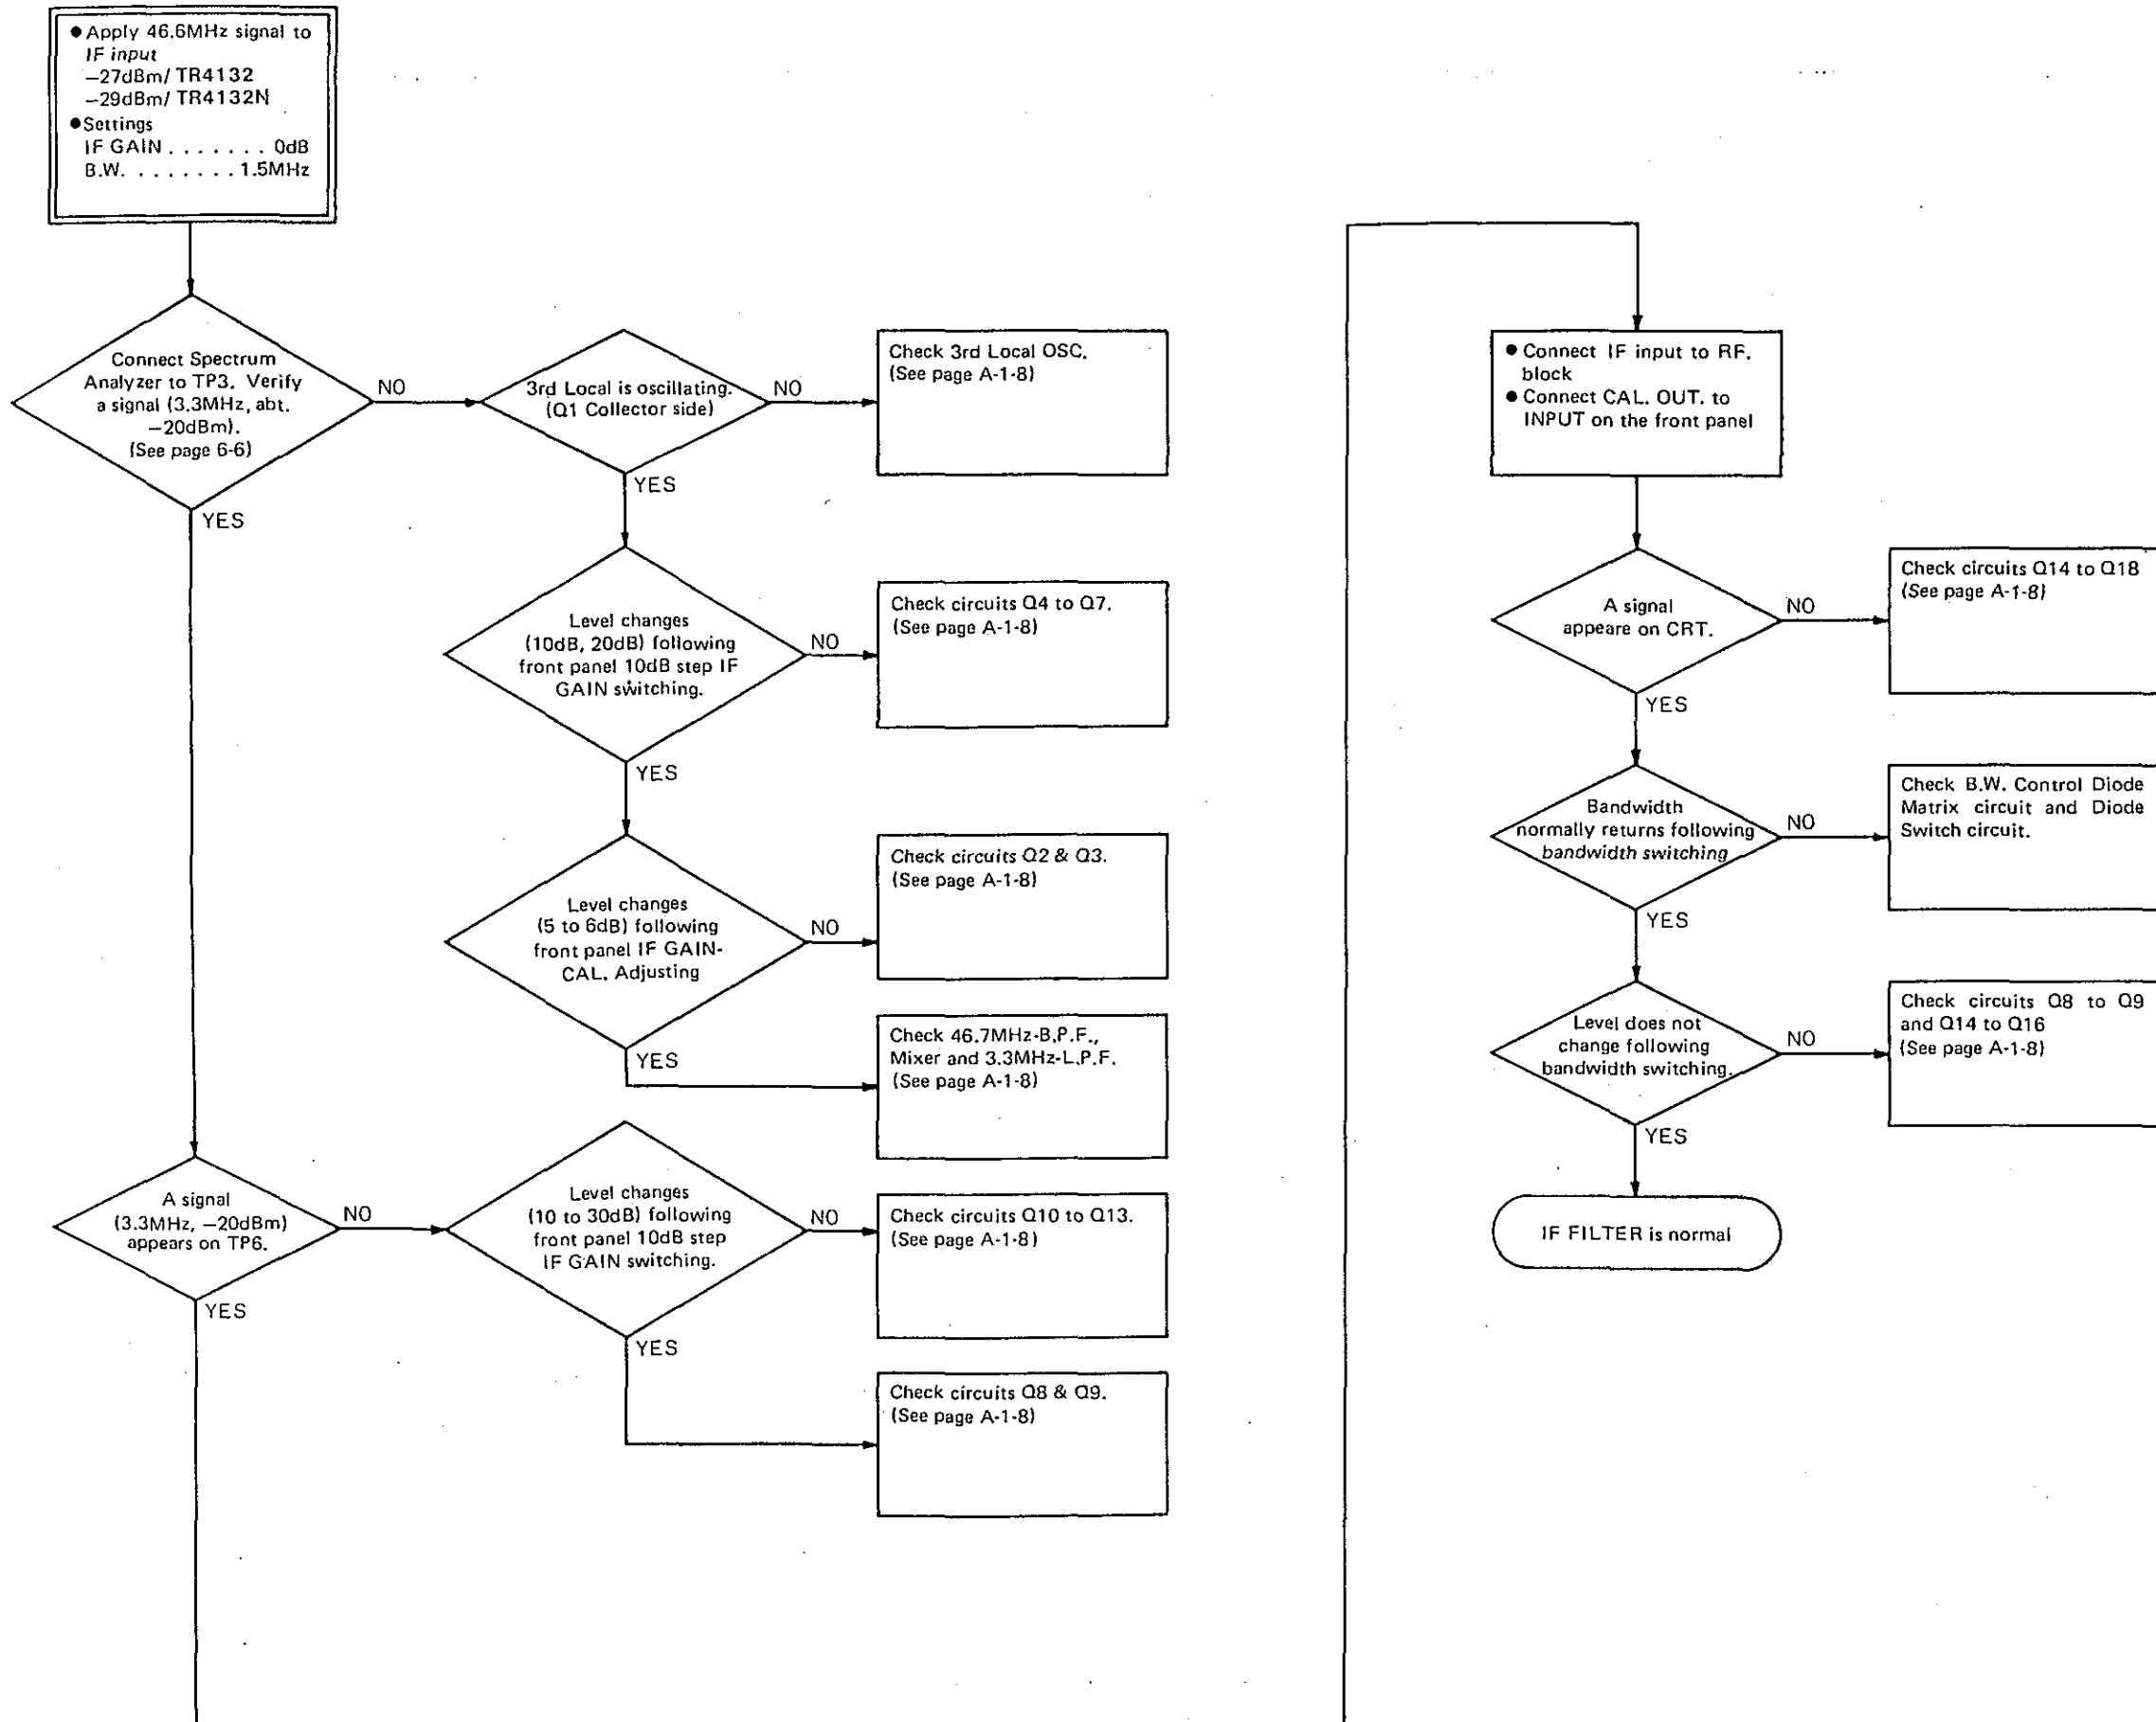 ● Apply 46.6MHz signal to
IF input
−27dBm/ TR4132
−29dBm/ TR4132N
● Settings
IF GAIN . . . . . . . 0dB
B.W. . . . . . . . 1.5MHz
Connect Spectrum
Analyzer to TP3. Verify
a signal (3.3MHz, abt.
−20dBm).
(See page 6-6)
NO
YES
3rd Local is oscillating.
(Q1 Collector side)
NO
YES
Check 3rd Local OSC.
(See page A-1-8)
Level changes
(10dB, 20dB) following
front panel 10dB step IF
GAIN switching.
NO
YES
Check circuits Q4 to Q7.
(See page A-1-8)
Level changes
(5 to 6dB) following
front panel IF GAIN-
CAL. Adjusting
NO
YES
Check circuits Q2 & Q3.
(See page A-1-8)
Check 46.7MHz-B.P.F.,
Mixer and 3.3MHz-L.P.F.
(See page A-1-8)
A signal
(3.3MHz, −20dBm)
appears on TP6.
NO
YES
Level changes
(10 to 30dB) following
front panel 10dB step
IF GAIN switching.
NO
YES
Check circuits Q10 to Q13.
(See page A-1-8)
Check circuits Q8 & Q9.
(See page A-1-8)
● Connect IF input to RF.
block
● Connect CAL. OUT. to
INPUT on the front panel
A signal
appeare on CRT.
NO
YES
Check circuits Q14 to Q18
(See page A-1-8)
Bandwidth
normally returns following
bandwidth switching
NO
YES
Check B.W. Control Diode
Matrix circuit and Diode
Switch circuit.
Level does not
change following
bandwidth switching.
NO
YES
Check circuits Q8 to Q9
and Q14 to Q16
(See page A-1-8)
IF FILTER is normal